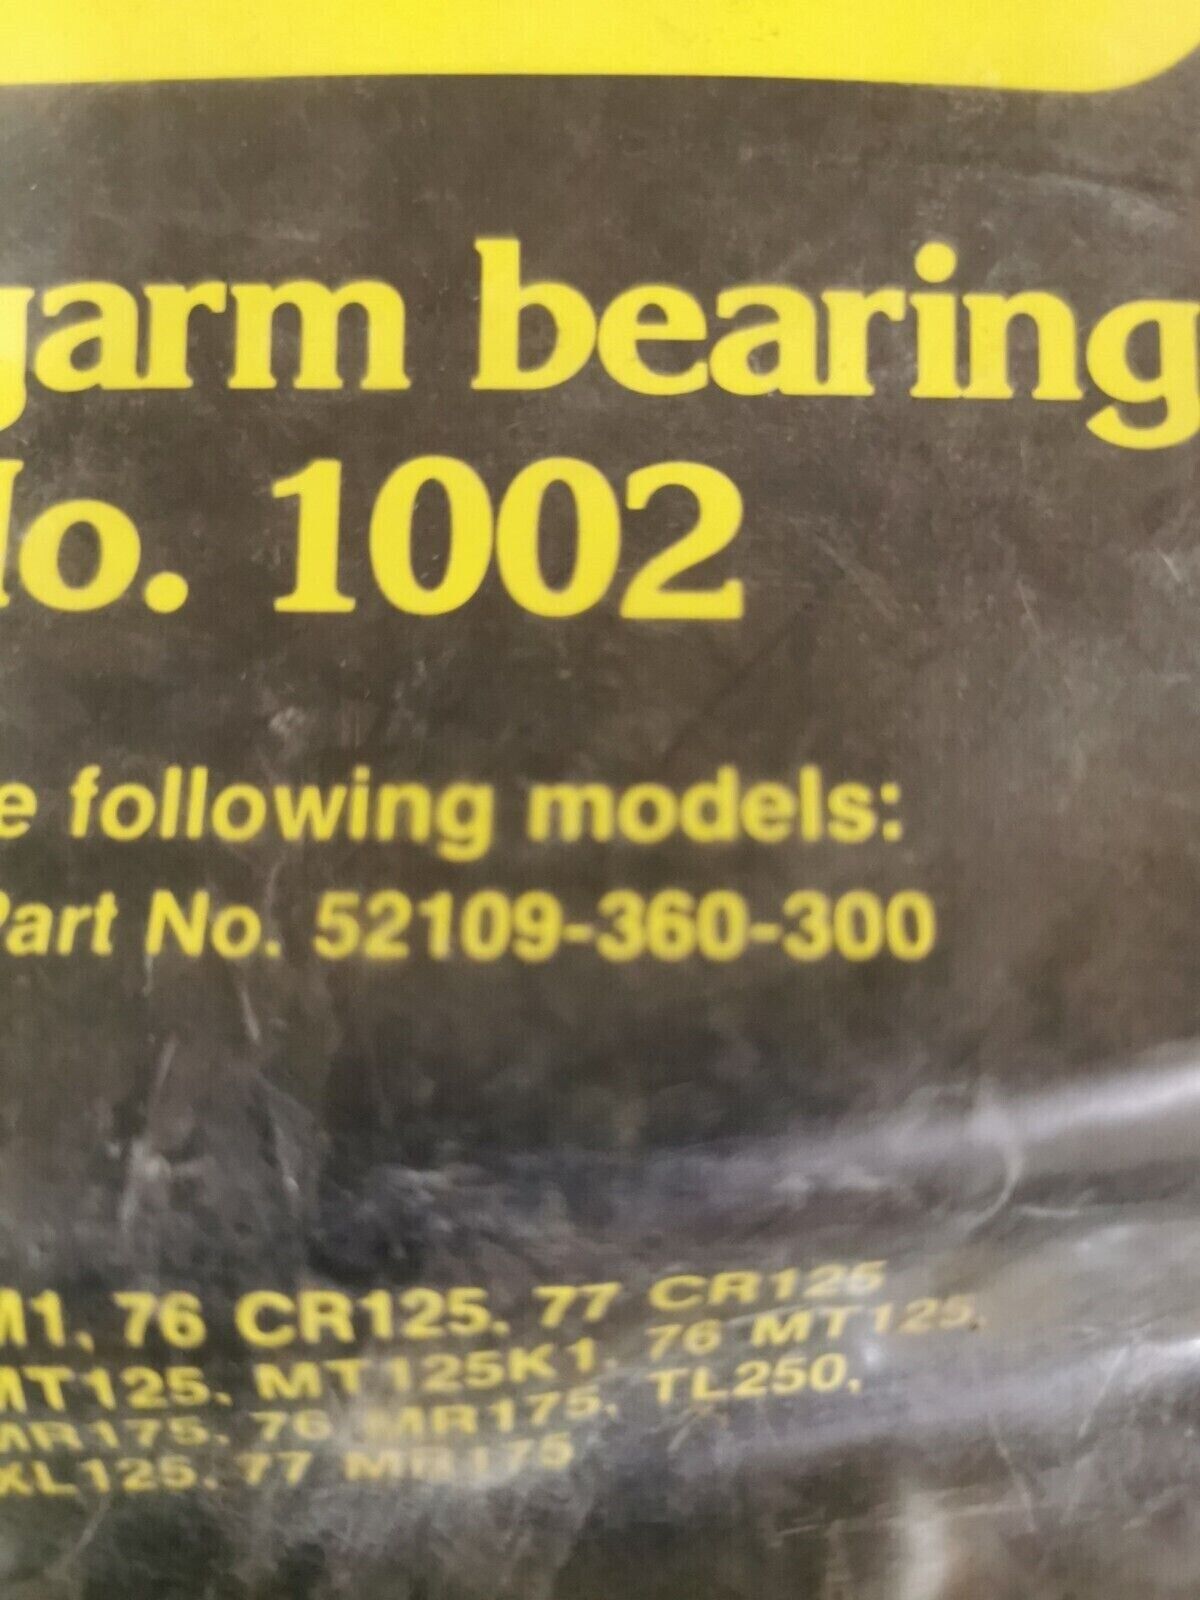 garm bearing
No. 1002
e following models:
Part No. 52109-360-300
M1, 76 CR125, 77 CR125
MT125, MT125K1, 76 MT125,
MR175, 76 MR175, TL250,
XL125, 77 MR175